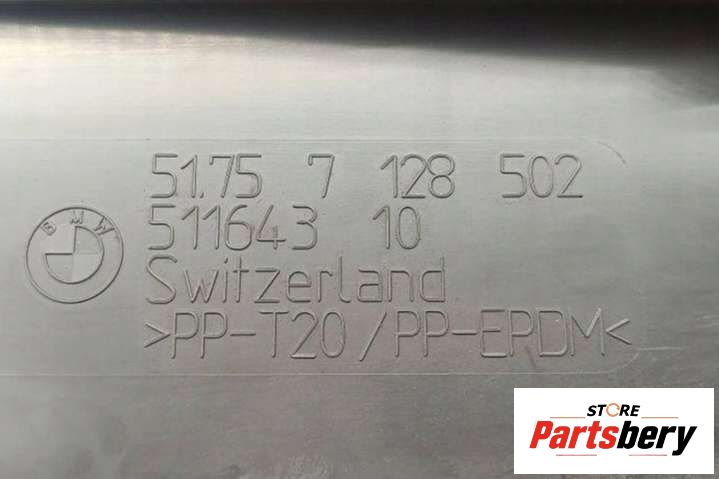 51.75 7 128 502
511643 10
BMW
Switzerland
>PP-T20/PP-EPDM<
STORE
Partsbery